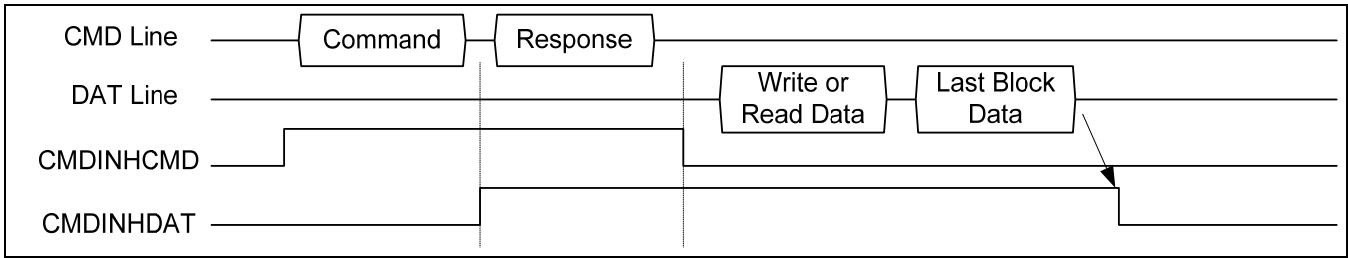 CMD Line
Command
Response
DAT Line
Write or
Read Data
Last Block
Data
CMDINHCMD
CMDINHDAT